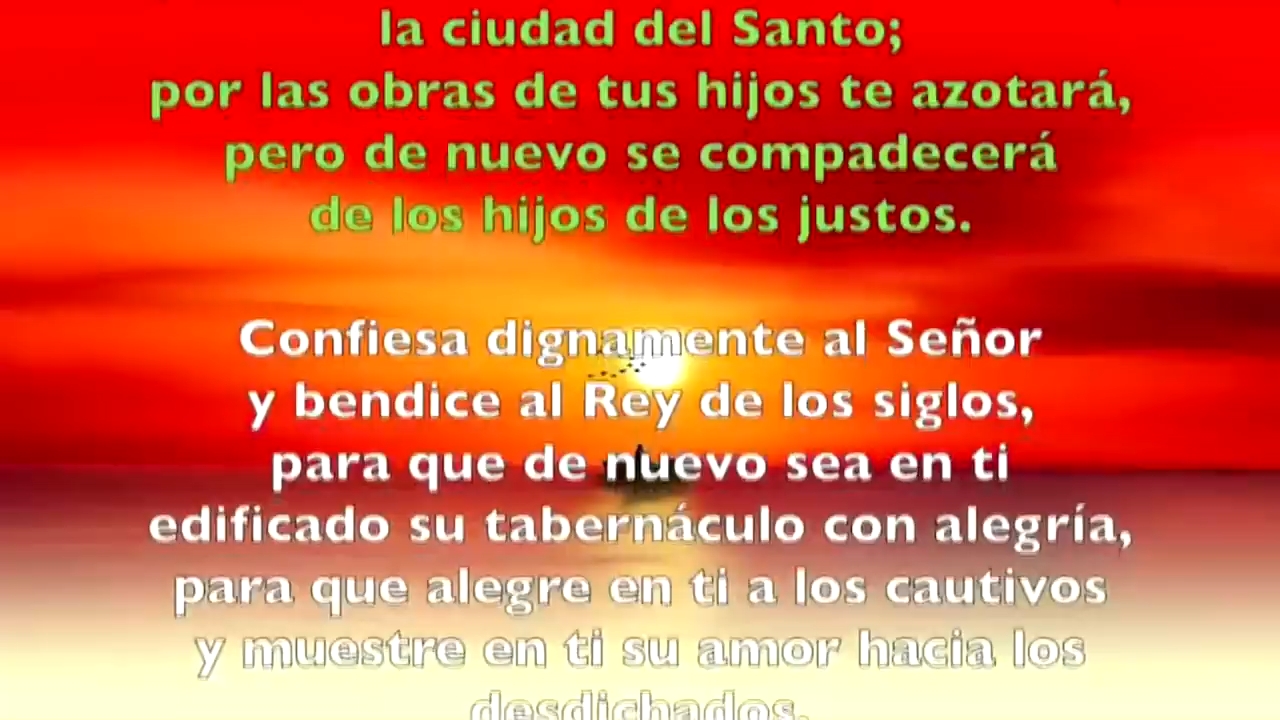 la ciudad del Santo;
por las obras de tus hijos te azotará,
pero de nuevo se compadecerá
de los hijos de los justos.
Confiesa dignamente al Señor
y bendice al Rey de los siglos,
para que de nuevo sea en ti
edificado su tabernáculo con alegría,
para que alegre en ti a los cautivos
y muestre en ti su amor hacia los
desdichados.